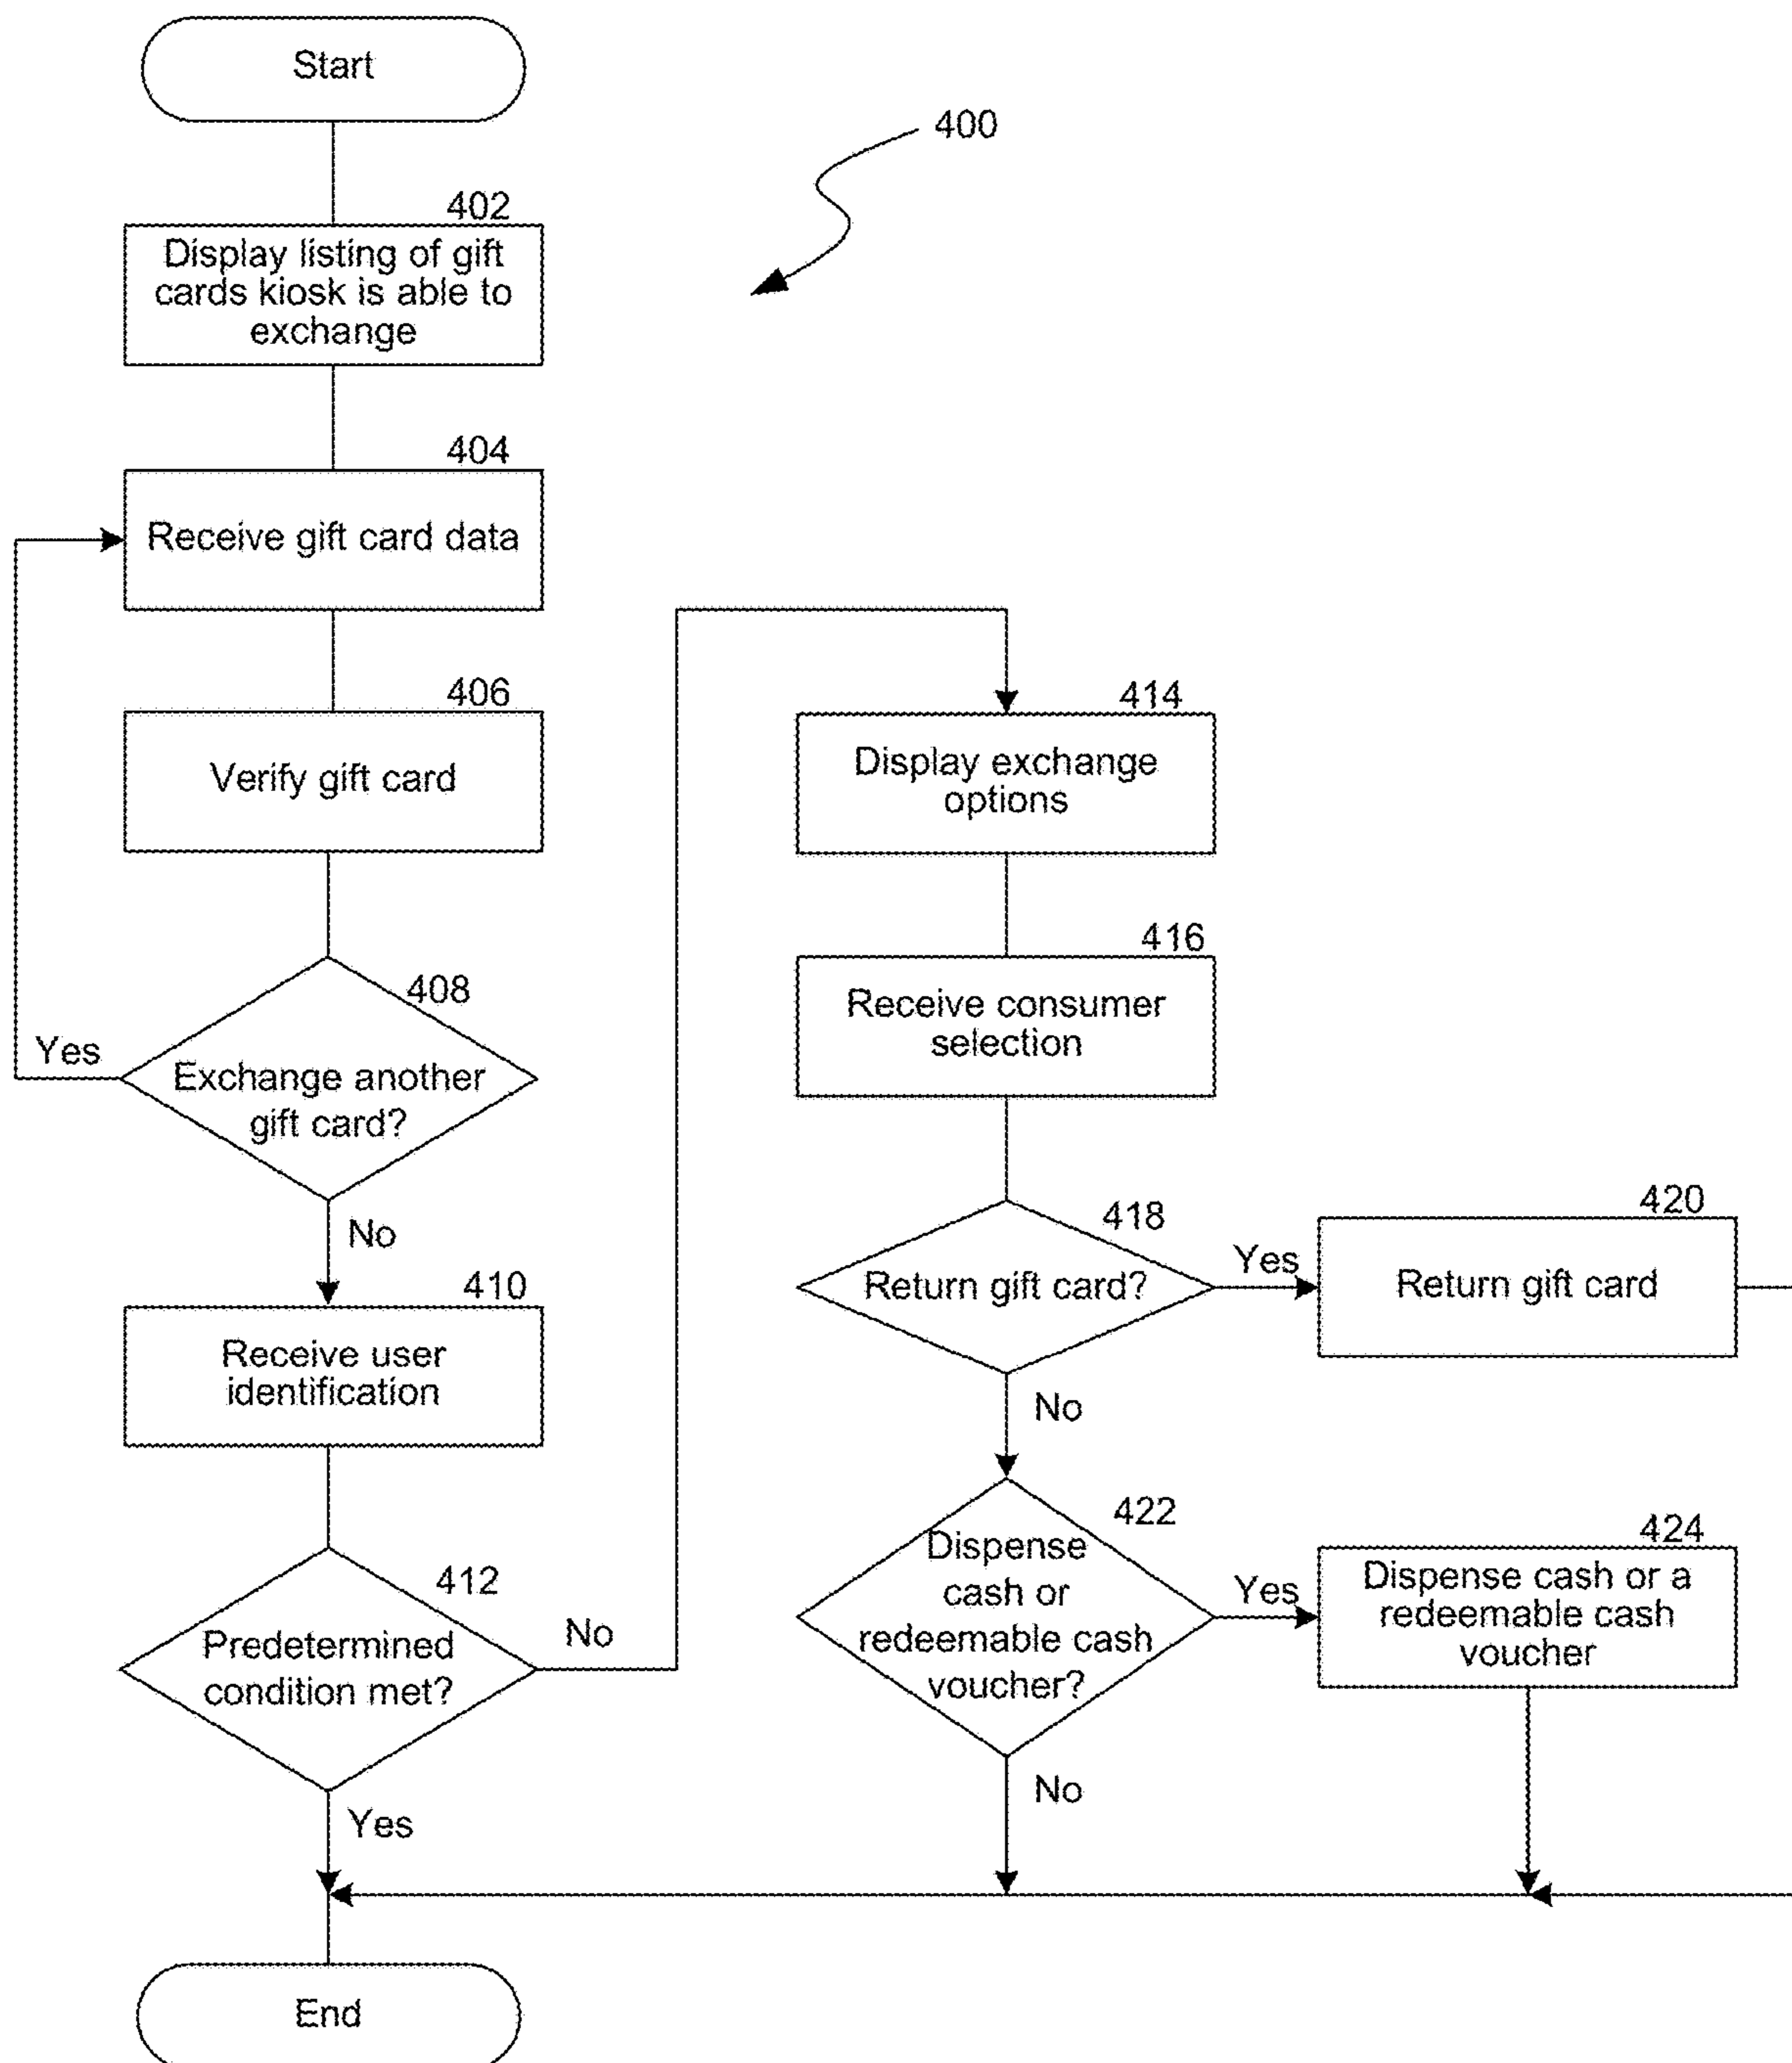 Start
400
402
Display listing of gift
cards kiosk is able to
exchange
404
Receive gift card data
406
Verify gift card
408
Exchange another
gift card?
Yes
No
410
Receive user
identification
412
Predetermined
condition met?
No
Yes
414
Display exchange
options
416
Receive consumer
selection
418
Return gift card?
Yes
420
Return gift card
No
422
Dispense
cash or
redeemable cash
voucher?
Yes
424
Dispense cash or a
redeemable cash
voucher
No
End